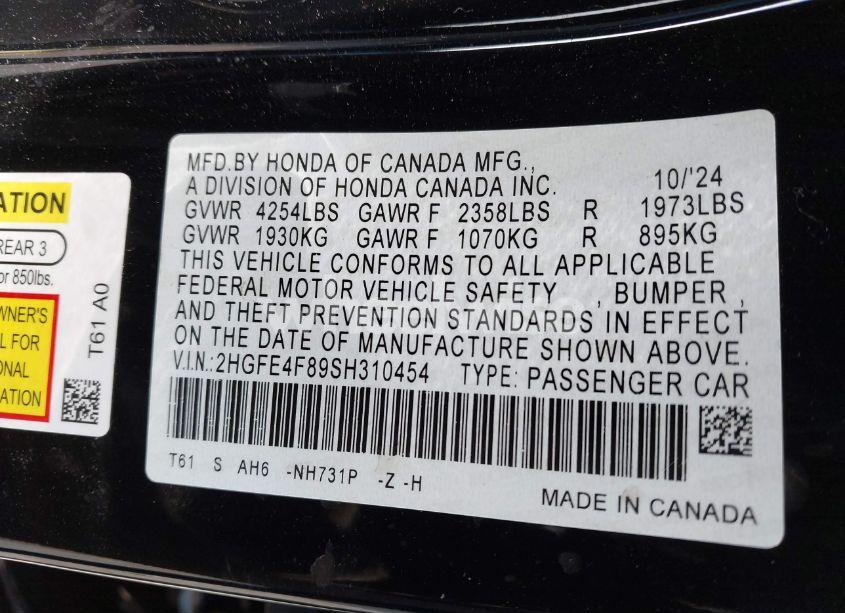 ATION
REAR 3
or 850lbs.
WNER'S
L FOR
ONAL
ATION
T61 A0
MFD.BY HONDA OF CANADA MFG.,
A DIVISION OF HONDA CANADA INC. 10/'24
GVWR 4254LBS GAWR F 2358LBS R 1973LBS
GVWR 1930KG GAWR F 1070KG R 895KG
THIS VEHICLE CONFORMS TO ALL APPLICABLE
FEDERAL MOTOR VEHICLE SAFETY , BUMPER ,
AND THEFT PREVENTION STANDARDS IN EFFECT
ON THE DATE OF MANUFACTURE SHOWN ABOVE.
V.I.N.:2HGFE4F89SH310454 TYPE: PASSENGER CAR
T61 S AH6 -NH731P -Z -H
MADE IN CANADA